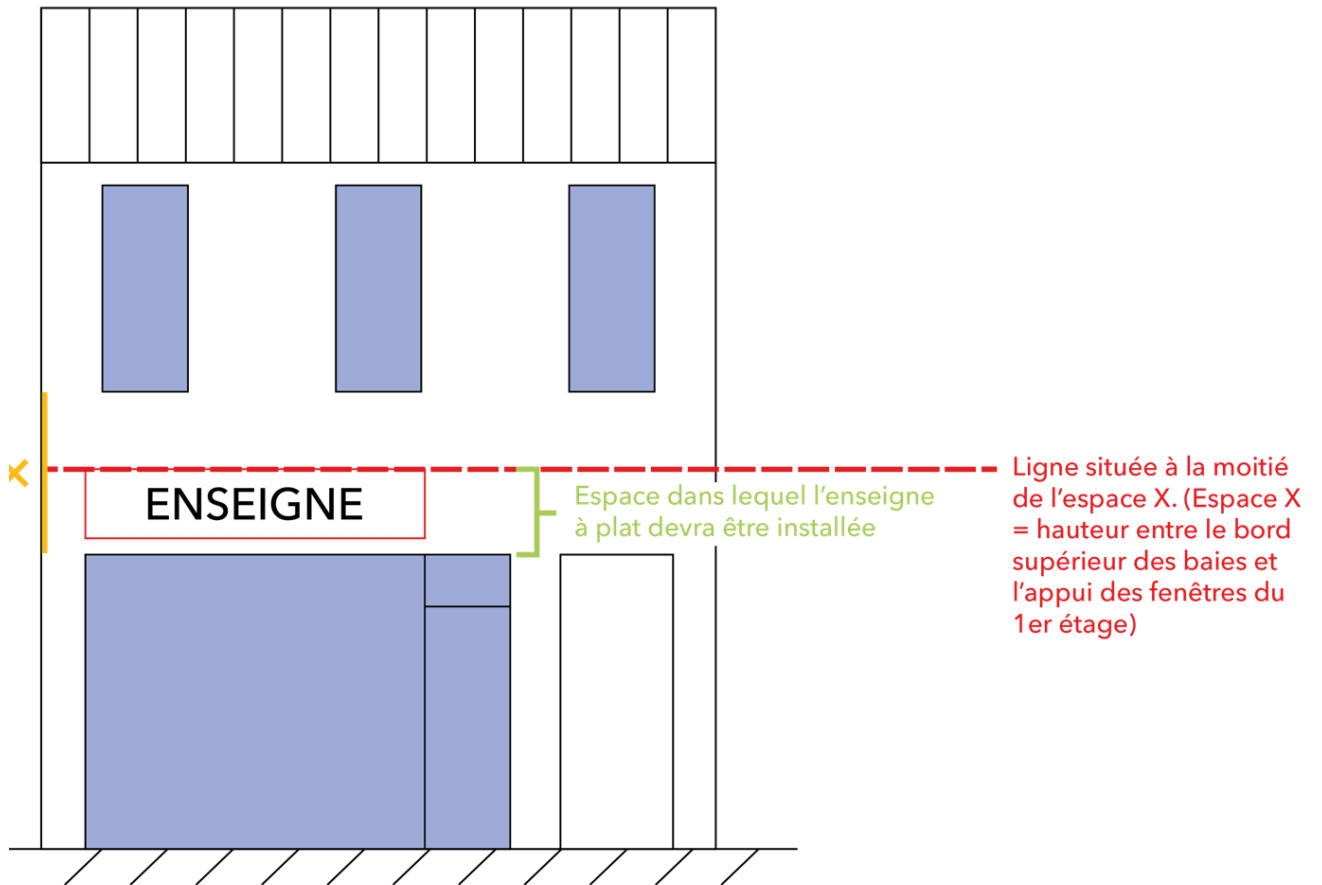 X
ENSEIGNE
Espace dans lequel l’enseigne
à plat devra être installée
Ligne située à la moitié
de l’espace X. (Espace X
= hauteur entre le bord
supérieur des baies et
l’appui des fenêtres du
1er étage)